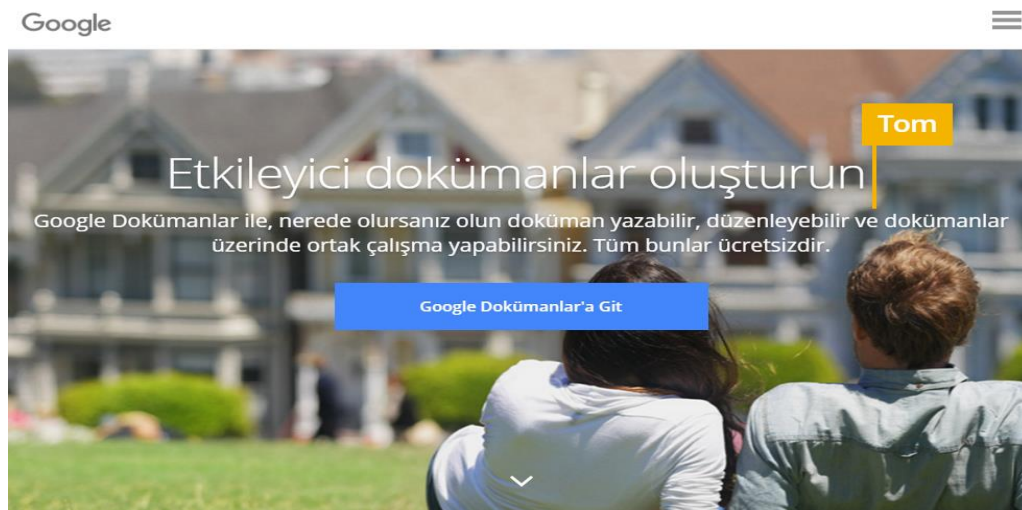 Google
Tom
Etkileyici dokümanlar oluşturun
Google Dokümanlar ile, nerede olursanız olun doküman yazabilir, düzenleyebilir ve dokümanlar
üzerinde ortak çalışma yapabilirsiniz. Tüm bunlar ücretsizdir.
Google Dokümanlar'a Git